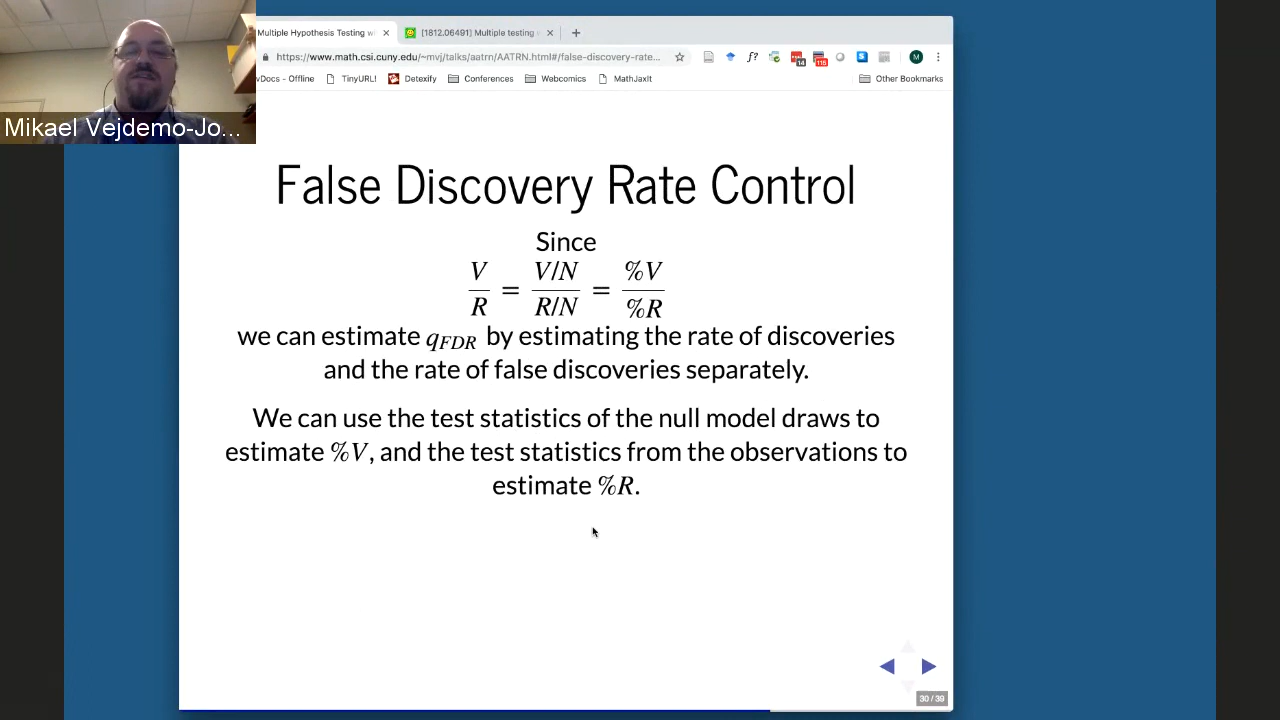 Multiple Hypothesis Testing w
[1812.06491] Multiple testing
https://www.math.csi.cuny.edu/~mvj/talks/aatrn/AATRN.html#/false-discovery-rate...
f?
14
115
M
vDocs - Offline
TinyURL!
Detexify
Conferences
Webcomics
MathJaxIt
Other Bookmarks
Mikael Vejdemo-Jo...
False Discovery Rate Control
Since
V/R = (V/N)/(R/N) = %V/%R
we can estimate q_FDR by estimating the rate of discoveries
and the rate of false discoveries separately.
We can use the test statistics of the null model draws to
estimate %V, and the test statistics from the observations to
estimate %R.
30 / 39